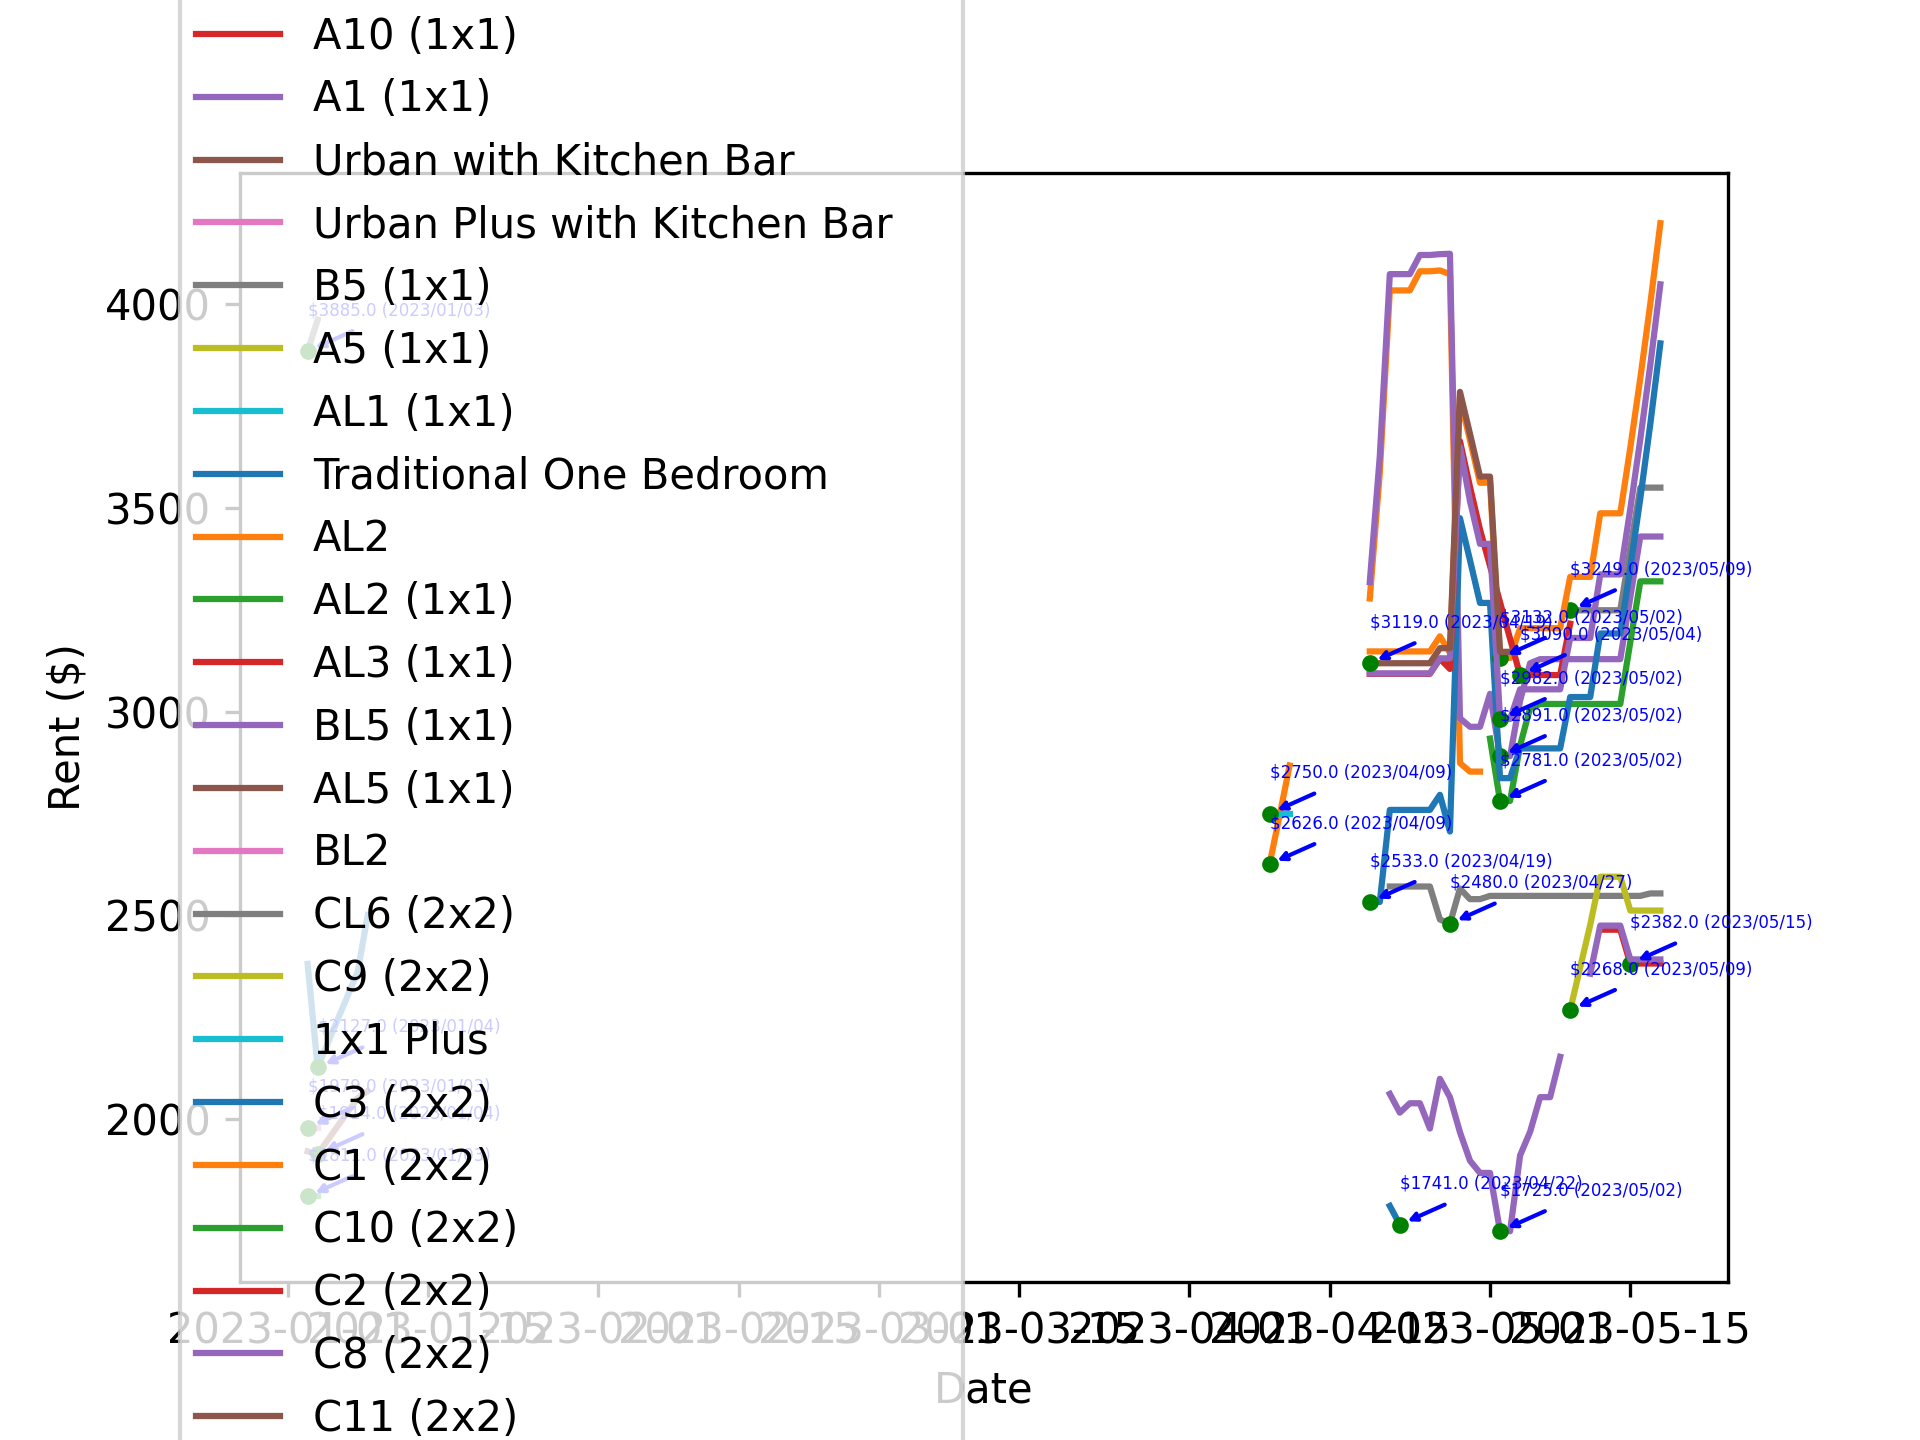 A10 (1x1)
A1 (1x1)
Urban with Kitchen Bar
Urban Plus with Kitchen Bar
B5 (1x1)
A5 (1x1)
AL1 (1x1)
Traditional One Bedroom
AL2
AL2 (1x1)
AL3 (1x1)
BL5 (1x1)
AL5 (1x1)
BL2
CL6 (2x2)
C9 (2x2)
1x1 Plus
C3 (2x2)
C1 (2x2)
C10 (2x2)
C2 (2x2)
C8 (2x2)
C11 (2x2)
Rent ($)
4000
3500
3000
2500
2000
$3885.0 (2023/01/03)
$2127.0 (2023/01/04)
$3249.0 (2023/05/09)
$3119.0 (2023/04/19)
$3132.0 (2023/05/02)
$3090.0 (2023/05/04)
$2982.0 (2023/05/02)
$2891.0 (2023/05/02)
$2781.0 (2023/05/02)
$2750.0 (2023/04/09)
$2626.0 (2023/04/09)
$2533.0 (2023/04/19)
$2480.0 (2023/04/27)
$2382.0 (2023/05/15)
$2268.0 (2023/05/09)
$1741.0 (2023/04/22)
$1725.0 (2023/05/02)
2023-01-01
2023-01-15
2023-02-01
2023-02-15
2023-03-01
2023-03-15
2023-04-01
2023-04-15
2023-05-01
2023-05-15
Date